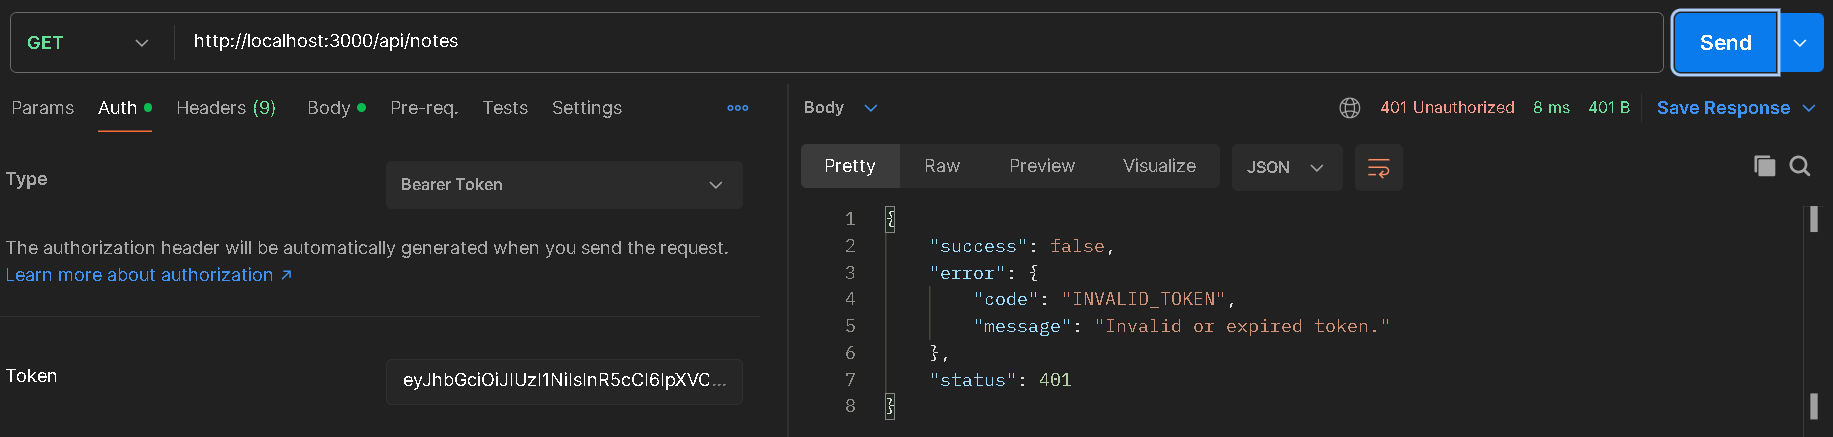 GET http://localhost:3000/api/notes Send
Params Auth Headers (9) Body Pre-req. Tests Settings
Type Bearer Token
The authorization header will be automatically generated when you send the request.
Learn more about authorization ↗
Token eyJhbGciOiJIUzI1NiIsInR5cCI6IpXVC...
Body 401 Unauthorized 8 ms 401 B Save Response
Pretty Raw Preview Visualize JSON
1 {
2 "success": false,
3 "error": {
4 "code": "INVALID_TOKEN",
5 "message": "Invalid or expired token."
6 },
7 "status": 401
8 }